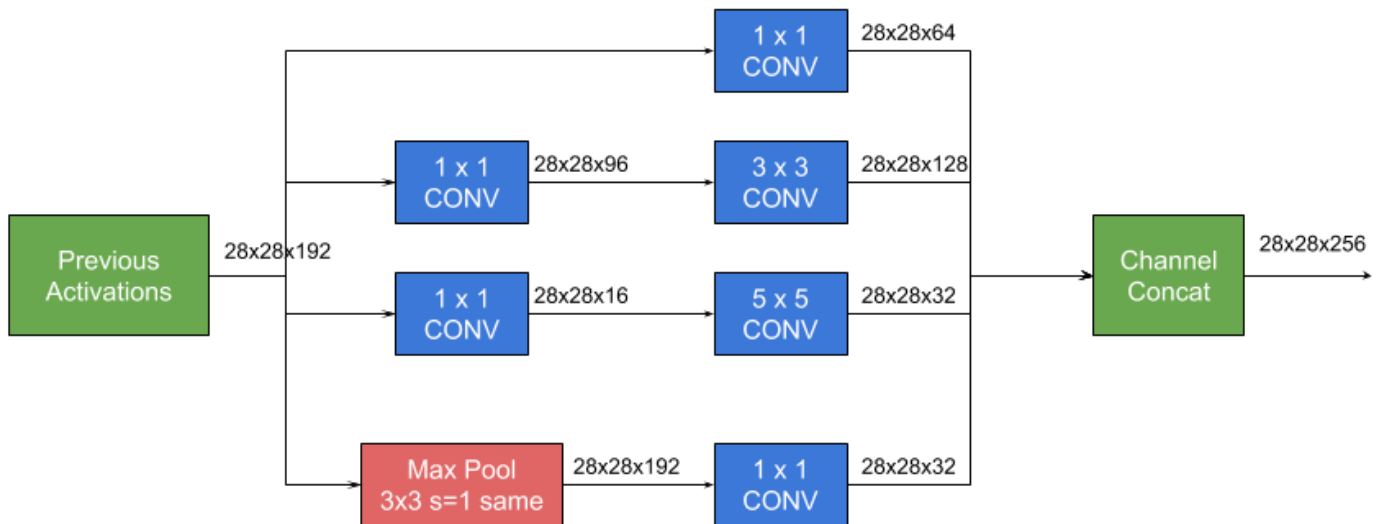 1 x 1
CONV
28x28x64
1 x 1
CONV
28x28x96
3 x 3
CONV
28x28x128
Previous
Activations
28x28x192
Channel
Concat
28x28x256
1 x 1
CONV
28x28x16
5 x 5
CONV
28x28x32
Max Pool
3x3 s=1 same
28x28x192
1 x 1
CONV
28x28x32